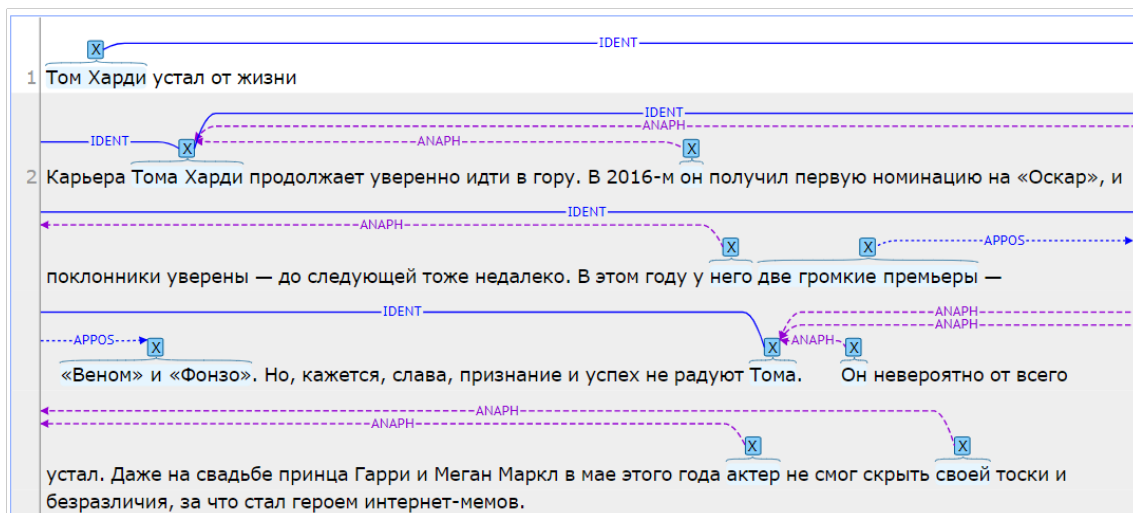 X IDENT
1 Том Харди устал от жизни
IDENT
ANAPH
IDENT X ANAPH X
2 Карьера Тома Харди продолжает уверенно идти в гору. В 2016-м он получил первую номинацию на «Оскар», и
IDENT
ANAPH
X X APPOS
поклонники уверены — до следующей тоже недалеко. В этом году у него две громкие премьеры —
IDENT ANAPH
ANAPH
APPOS X X ANAPH X
«Веном» и «Фонзо». Но, кажется, слава, признание и успех не радуют Тома. Он невероятно от всего
ANAPH
ANAPH
X X
устал. Даже на свадьбе принца Гарри и Меган Маркл в мае этого года актер не смог скрыть своей тоски и
безразличия, за что стал героем интернет-мемов.